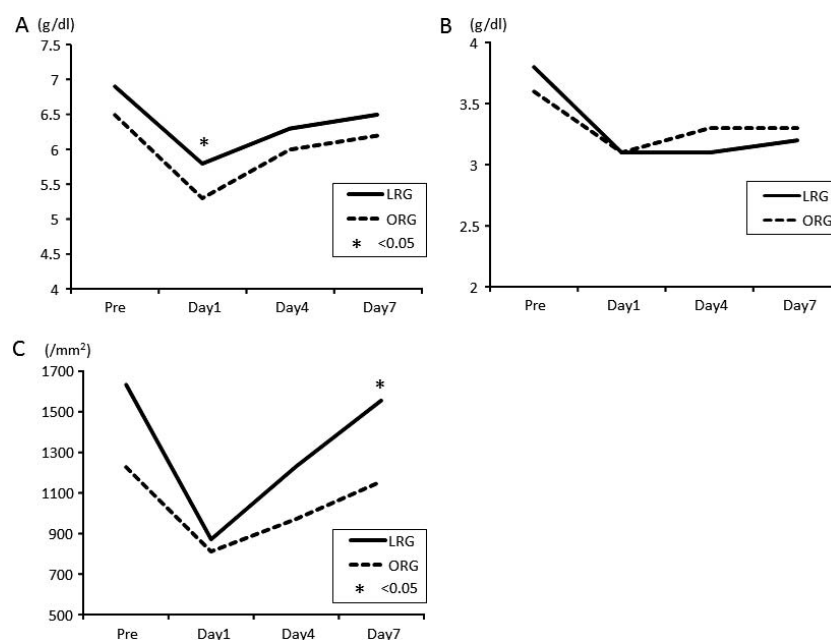 A (g/dl)
7.5
7
6.5
6
5.5
5
4.5
4
*
LRG
ORG
* <0.05
Pre Day1 Day4 Day7
B (g/dl)
4
3.5
3
2.5
2
LRG
ORG
Pre Day1 Day4 Day7
C (/mm²)
1700
1500
1300
1100
900
700
500
*
LRG
ORG
* <0.05
Pre Day1 Day4 Day7